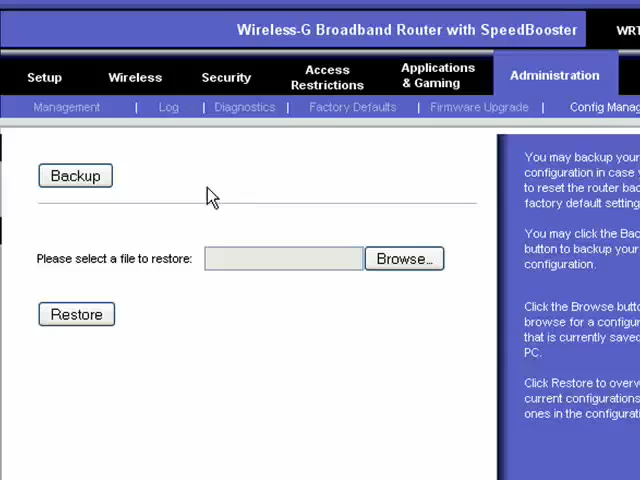 Wireless-G Broadband Router with SpeedBooster
WRT
Setup
Wireless
Security
Access
Restrictions
Applications
& Gaming
Administration
Management | Log | Diagnostics | Factory Defaults | Firmware Upgrade | Config Manag
Backup
Please select a file to restore:
Browse...
Restore
You may backup your
configuration in case y
to reset the router bac
factory default setting
You may click the Bac
button to backup your
configuration.
Click the Browse butto
browse for a configur
that is currently saved
PC.
Click Restore to overw
current configurations
ones in the configurat